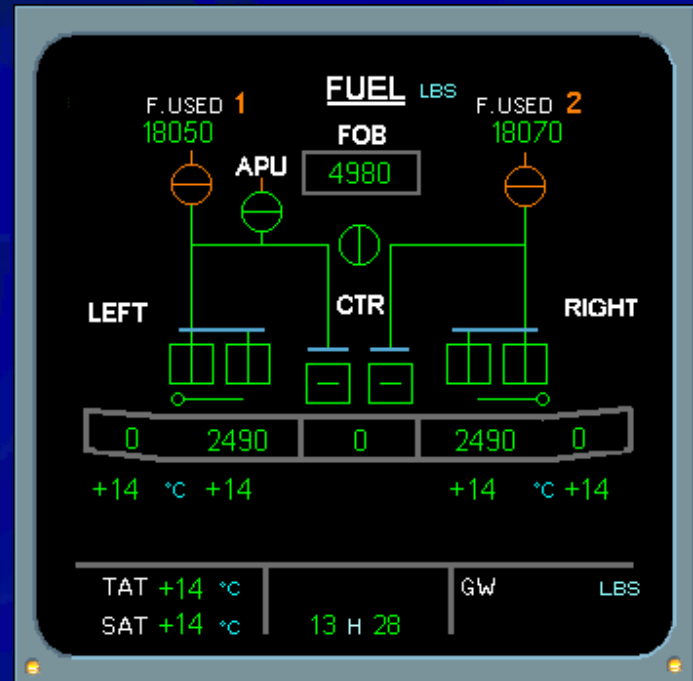 FUEL LBS
F.USED 1
F.USED 2
18050
FOB
18070
APU
4980
LEFT
CTR
RIGHT
0 2490 0 2490 0
+14 °C +14
+14 °C +14
TAT +14 °C
GW LBS
SAT +14 °C
13 H 28